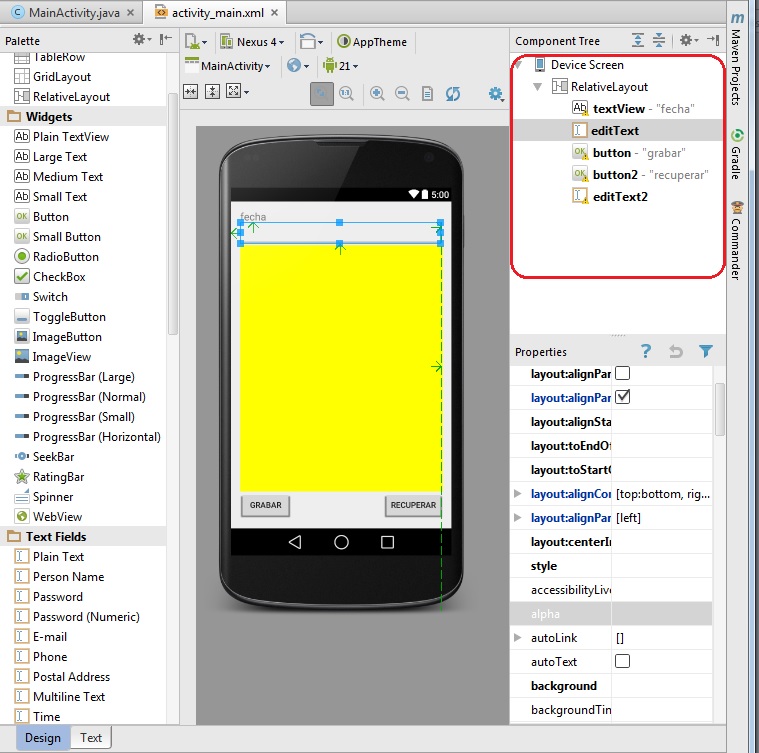 MainActivity.java
activity_main.xml
Palette
TableRow
GridLayout
RelativeLayout
Widgets
Plain TextView
Large Text
Medium Text
Small Text
Button
Small Button
RadioButton
CheckBox
Switch
ToggleButton
ImageButton
ImageView
ProgressBar (Large)
ProgressBar (Normal)
ProgressBar (Small)
ProgressBar (Horizontal)
SeekBar
RatingBar
Spinner
WebView
Text Fields
Plain Text
Person Name
Password
Password (Numeric)
E-mail
Phone
Postal Address
Multiline Text
Time
Design
Text
Nexus 4
AppTheme
MainActivity
21
5:00
fecha
GRABAR
RECUPERAR
Component Tree
Device Screen
RelativeLayout
textView - "fecha"
editText
button - "grabar"
button2 - "recuperar"
editText2
Properties
layout:alignPar
layout:alignPar
layout:alignSta
layout:toEndOf
layout:toStartO
layout:alignCor [top:bottom, rig...
layout:alignPar [left]
layout:centerIn
style
accessibilityLive
alpha
autoLink []
autoText
background
backgroundTin
Maven Projects
Gradle
Commander